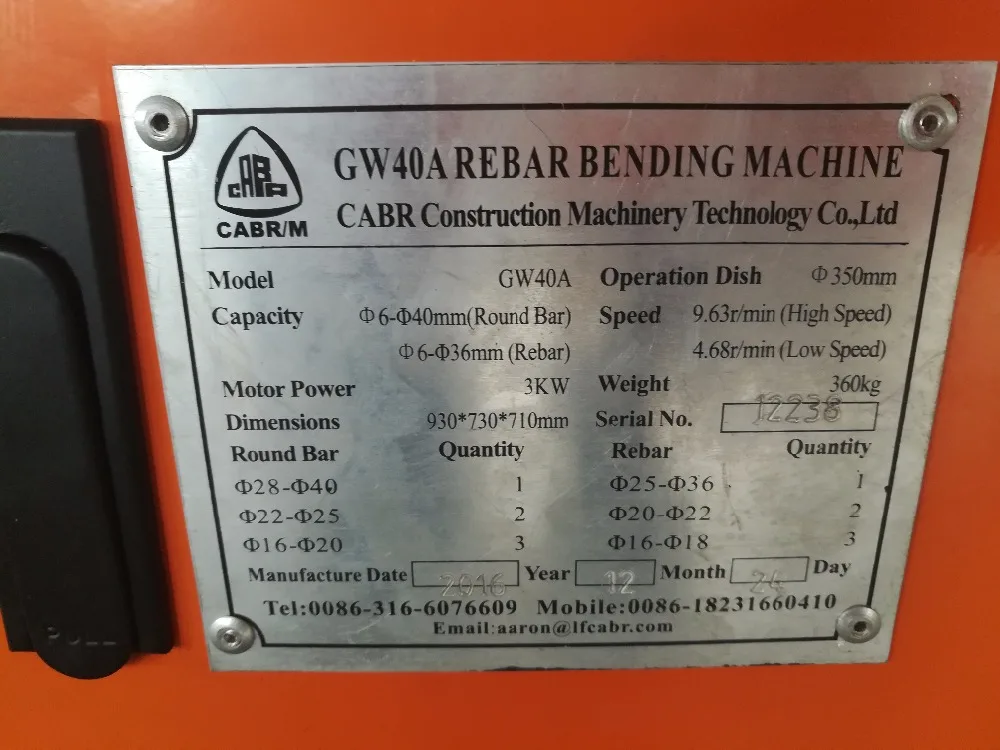 CABR
CABR/M
GW40A REBAR BENDING MACHINE
CABR Construction Machinery Technology Co.,Ltd
Model GW40A Operation Dish Φ350mm
Capacity Φ6-Φ40mm(Round Bar) Speed 9.63r/min (High Speed)
Φ6-Φ36mm (Rebar) 4.68r/min (Low Speed)
Motor Power 3KW Weight 360kg
Dimensions 930*730*710mm Serial No. 12238
Round Bar Quantity Rebar Quantity
Φ28-Φ40 1 Φ25-Φ36 1
Φ22-Φ25 2 Φ20-Φ22 2
Φ16-Φ20 3 Φ16-Φ18 3
Manufacture Date 2016 Year 12 Month 24 Day
Tel:0086-316-6076609 Mobile:0086-18231660410
Email:aaron@lfcabr.com
PULL